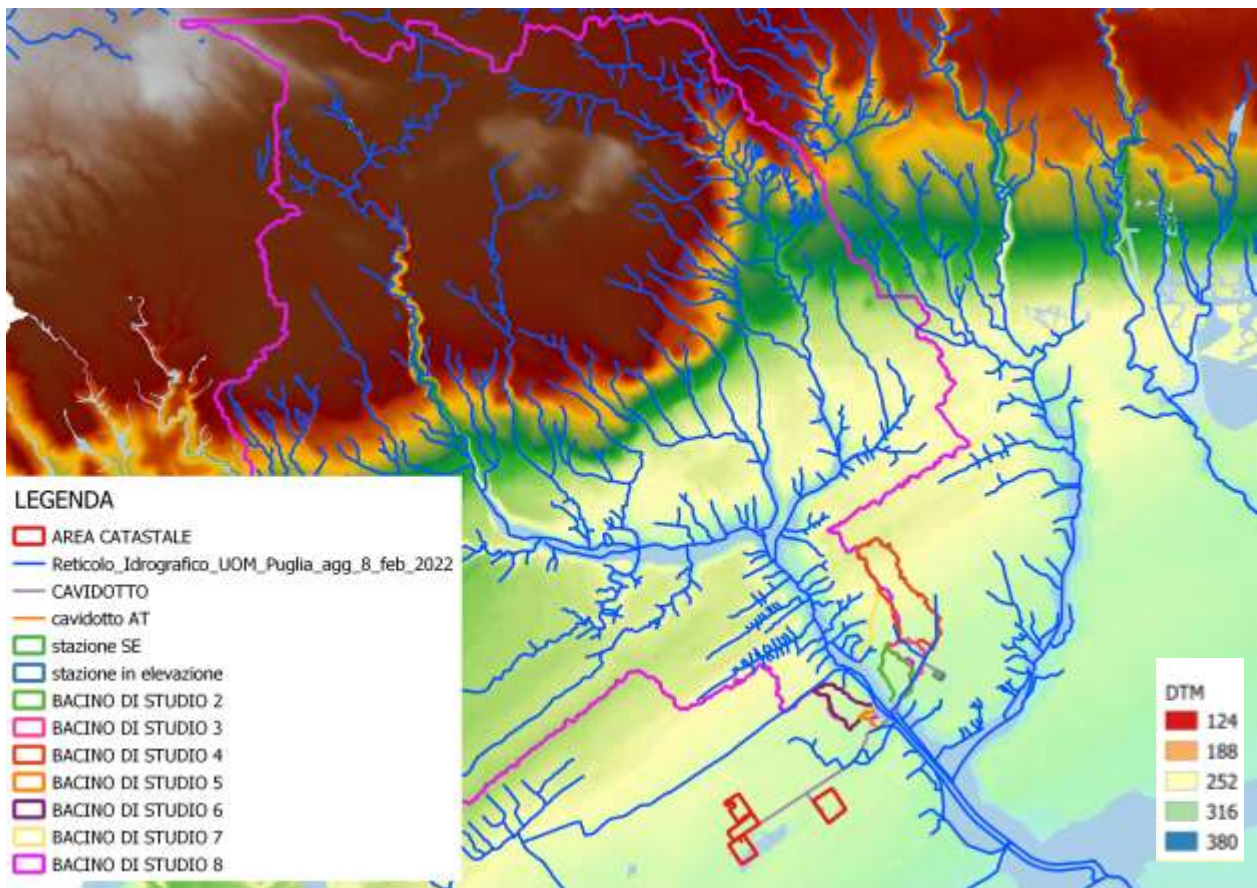 LEGENDA
AREA CATASTALE
Reticolo_Idrografico_UOM_Puglia_agg_8_feb_2022
CAVIDOTTO
cavidotto AT
stazione SE
stazione in elevazione
BACINO DI STUDIO 2
BACINO DI STUDIO 3
BACINO DI STUDIO 4
BACINO DI STUDIO 5
BACINO DI STUDIO 6
BACINO DI STUDIO 7
BACINO DI STUDIO 8
DTM
124
188
252
316
380